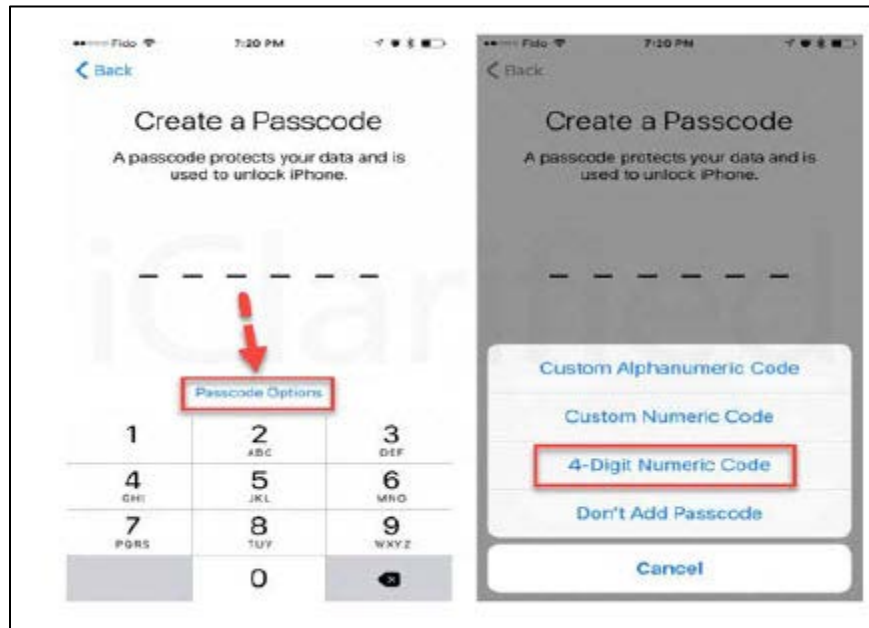 Fido 7:20 PM
Back
Create a Passcode
A passcode protects your data and is
used to unlock iPhone.
Passcode Options
1 2 3
ABC DEF
4 5 6
GHI JKL MNO
7 8 9
PQRS TUV WXYZ
0
Fido 7:20 PM
Back
Create a Passcode
A passcode protects your data and is
used to unlock iPhone.
Custom Alphanumeric Code
Custom Numeric Code
4-Digit Numeric Code
Don't Add Passcode
Cancel
iClarified